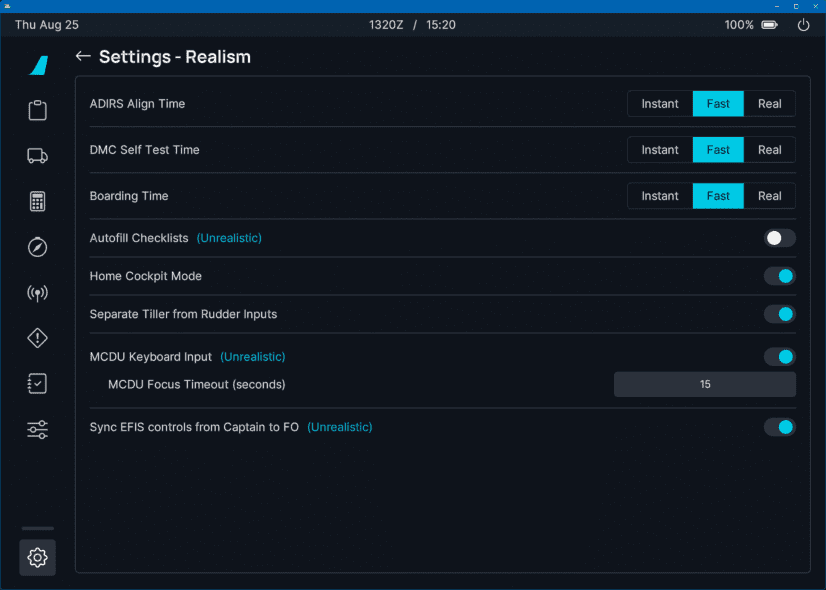 Thu Aug 25 1320Z / 15:20 100%
Settings - Realism
ADIRS Align Time Instant Fast Real
DMC Self Test Time Instant Fast Real
Boarding Time Instant Fast Real
Autofill Checklists (Unrealistic)
Home Cockpit Mode
Separate Tiller from Rudder Inputs
MCDU Keyboard Input (Unrealistic)
MCDU Focus Timeout (seconds) 15
Sync EFIS controls from Captain to FO (Unrealistic)